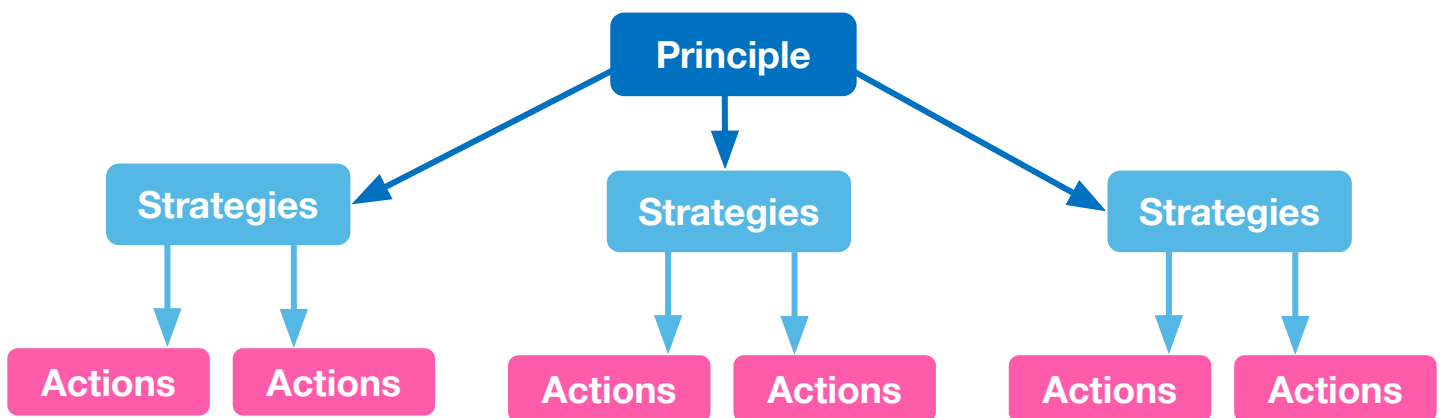 Principle
Strategies
Strategies
Strategies
Actions
Actions
Actions
Actions
Actions
Actions